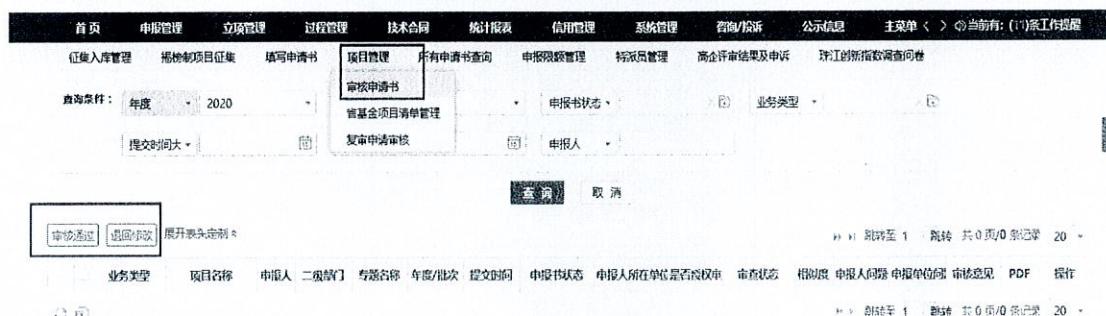 首页 申报管理 立项管理 过程管理 技术合同 统计报表 信用管理 系统管理 咨询/投诉 公示信息 主菜单 < > 当前有:(11)条工作提醒
征集入库管理 揭榜制项目征集 填写申请书 项目管理 所有申请书查询 申报限额管理 特派员管理 高企评审结果及申诉 珠江创新指数调查问卷
审核申请书
查询条件: 年度 2020 申报书状态 业务类型
省基金项目清单管理
提交时间大 复审申请审核 申报人
查询 取消
审核通过 退回修改 展开表头定制 跳转至 1 跳转 共0页/0条记录 20
业务类型 项目名称 申报人 二级部门 专题名称 年度/批次 提交时间 申报书状态 申报人所在单位是否授权审 审查状态 相似度 申报人问题 申报单位问 审核意见 PDF 操作
跳转至 1 跳转 共0页/0条记录 20